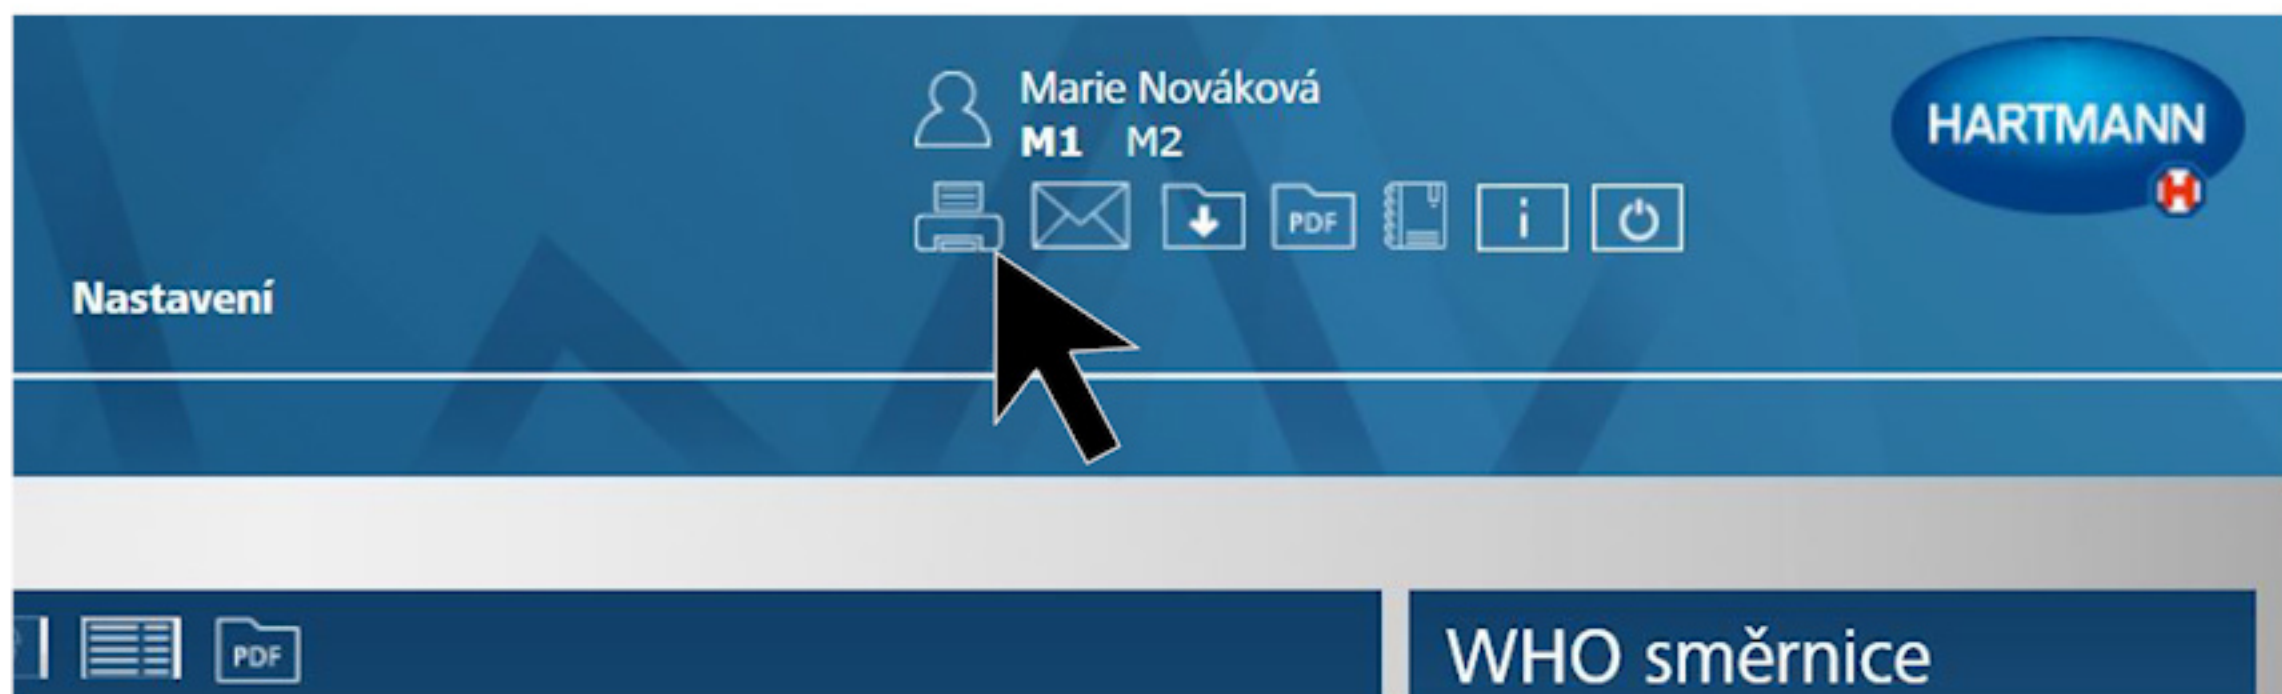 Marie Nováková
M1 M2
HARTMANN
H
PDF
i
Nastavení
PDF
WHO směrnice